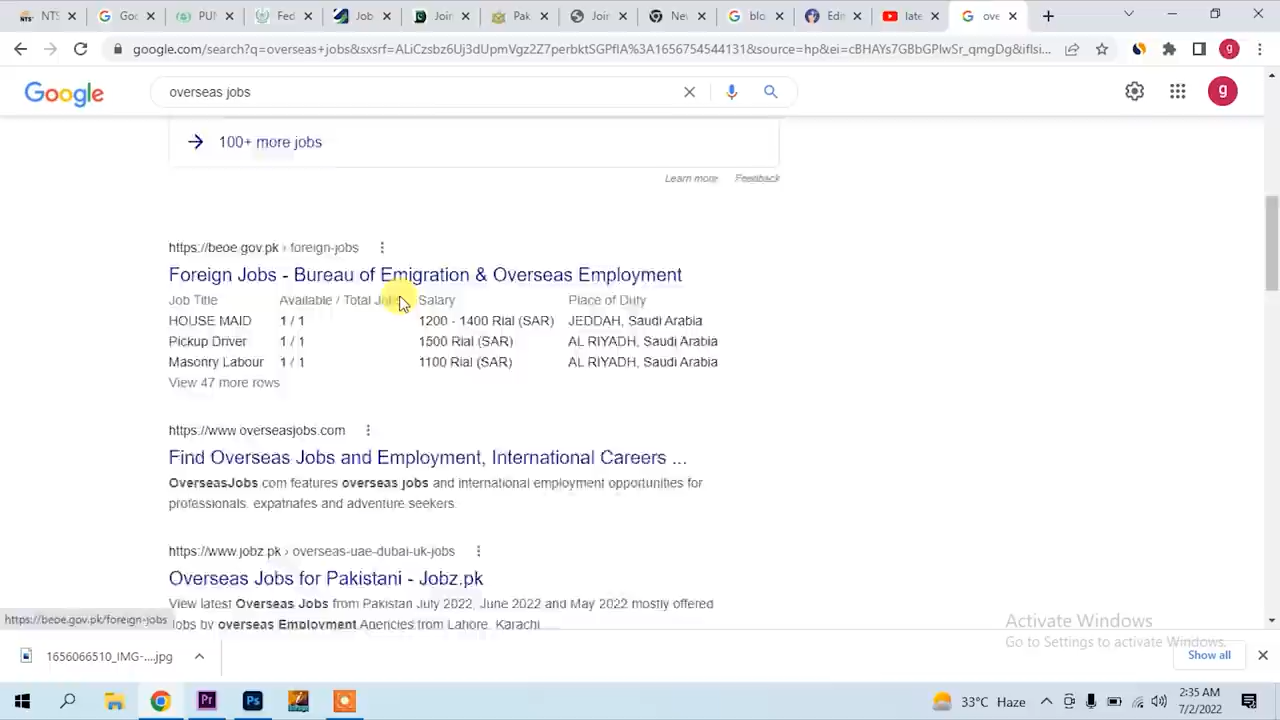 NTS
Goo
PUN
Fed
Job
Join
Pak
Join
Nev
blo
Edm
late
ove
google.com/search?q=overseas+jobs&sxsrf=ALiCzsbz6Uj3dUpmVgz2Z7perbktSGPflA%3A1656754544131&source=hp&ei=cBHAYs7GBbGPlwSr_qmgDg&iflsi...
g
Google
overseas jobs
g
100+ more jobs
Learn more Feedback
https://beoe.gov.pk › foreign-jobs
Foreign Jobs - Bureau of Emigration & Overseas Employment
Job Title Available / Total Jobs Salary Place of Duty
HOUSE MAID 1 / 1 1200 - 1400 Rial (SAR) JEDDAH, Saudi Arabia
Pickup Driver 1 / 1 1500 Rial (SAR) AL RIYADH, Saudi Arabia
Masonry Labour 1 / 1 1100 Rial (SAR) AL RIYADH, Saudi Arabia
View 47 more rows
https://www.overseasjobs.com
Find Overseas Jobs and Employment, International Careers ...
OverseasJobs.com features overseas jobs and international employment opportunities for
professionals, expatriates and adventure seekers.
https://www.jobz.pk › overseas-uae-dubai-uk-jobs
Overseas Jobs for Pakistani - Jobz.pk
View latest Overseas Jobs from Pakistan July 2022, June 2022 and May 2022 mostly offered
jobs by overseas Employment Agencies from Lahore, Karachi
https://beoe.gov.pk/foreign-jobs
Activate Windows
Go to Settings to activate Windows.
1656066510_IMG-....jpg
Show all
Pr
Ps
33°C Haze
2:35 AM
7/2/2022